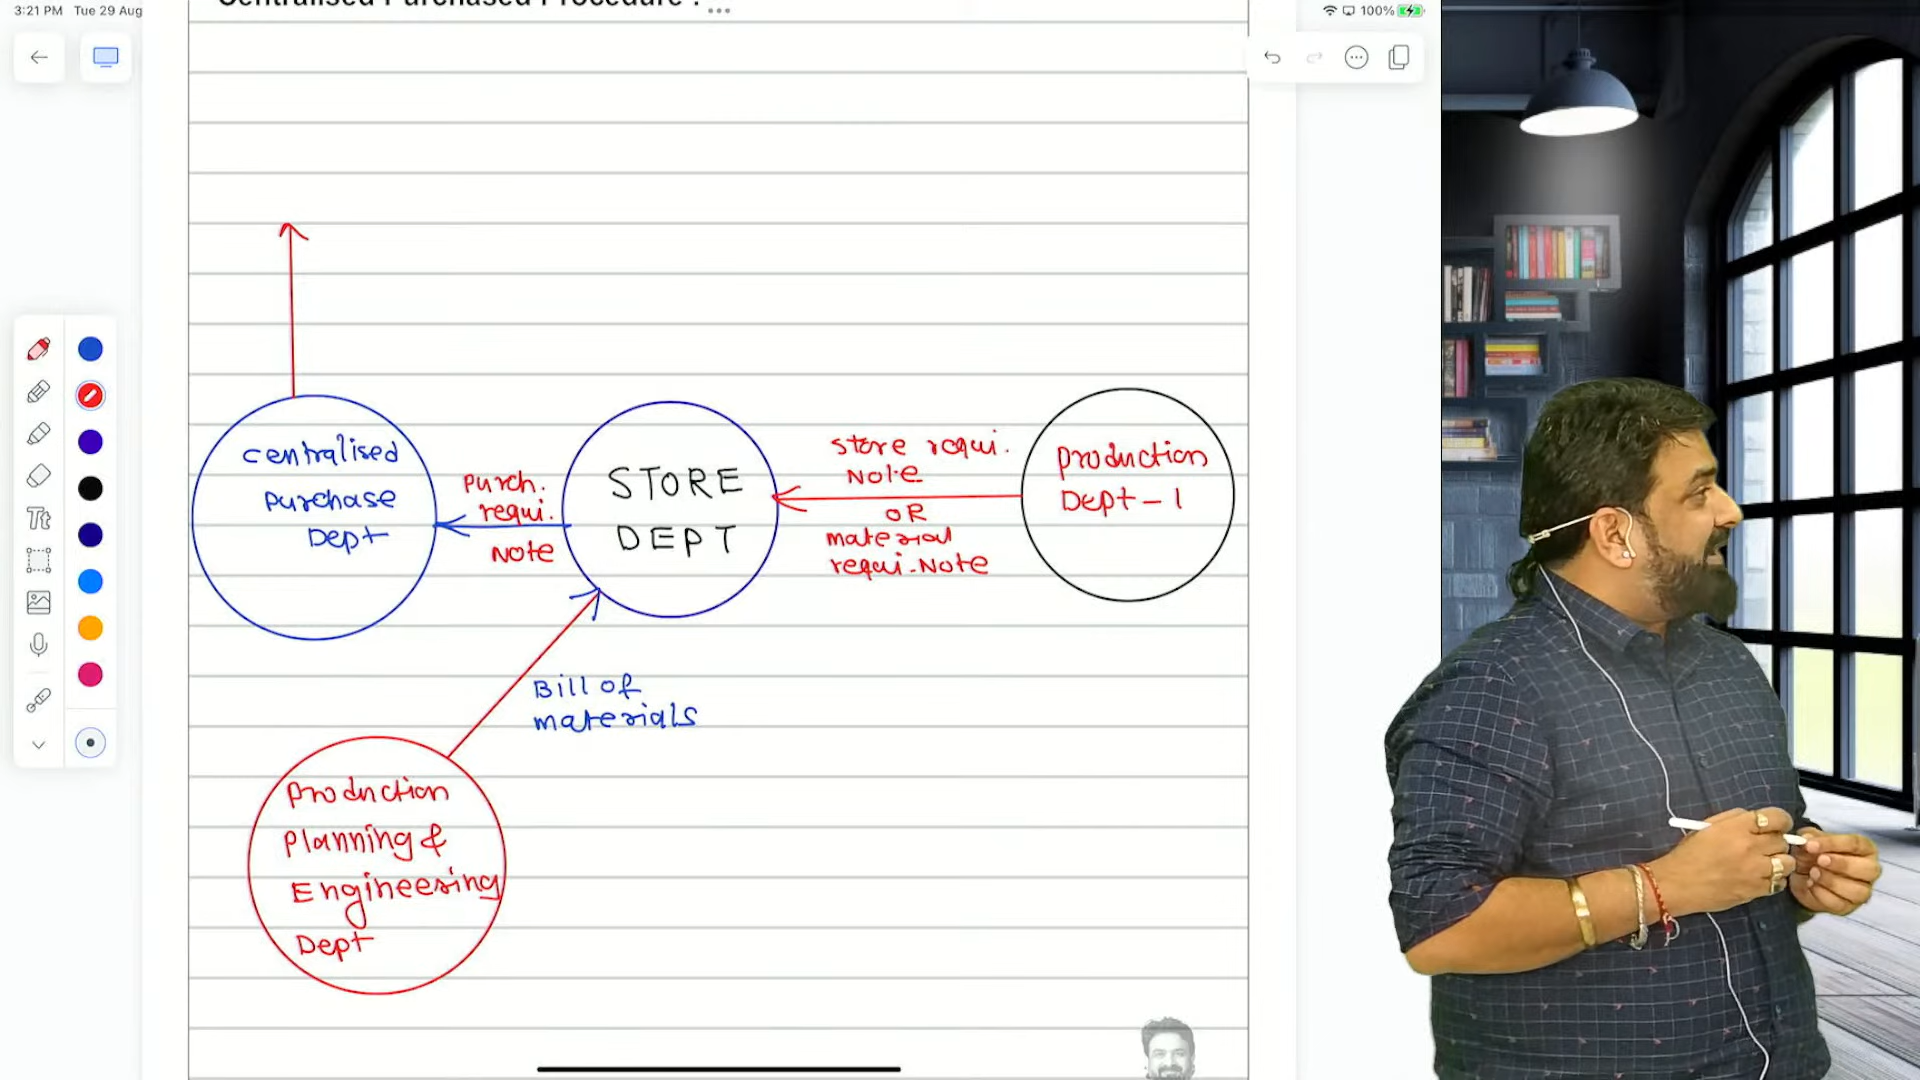 3:21 PM Tue 29 Aug
100%
Centralised Purchased Procedure :
Tt
centralised
Purchase
Dept
Purch.
requi.
Note
STORE
DEPT
store requi.
Note
OR
material
requi. Note
Production
Dept - 1
Bill of
materials
Production
Planning &
Engineering
Dept